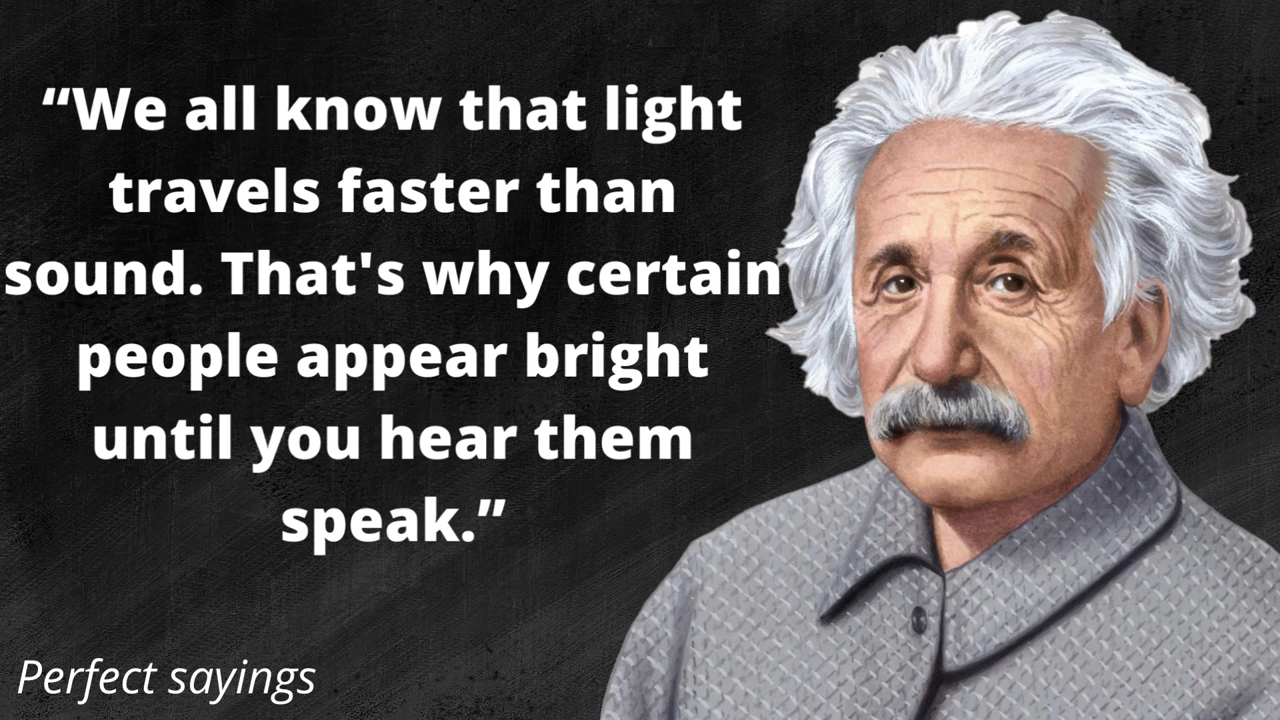 “We all know that light
travels faster than
sound. That's why certain
people appear bright
until you hear them
speak.”
Perfect sayings